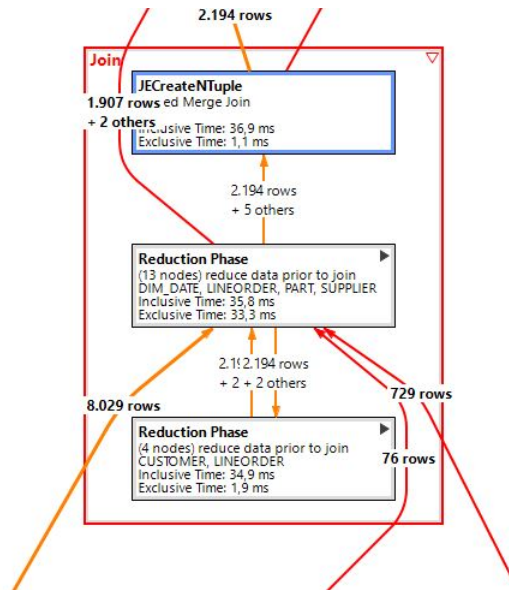 2.194 rows
Join
JECreateNTuple
1.907 rows
ed Merge Join
+ 2 others
Inclusive Time: 36,9 ms
Exclusive Time: 1,1 ms
2.194 rows
+ 5 others
Reduction Phase
(13 nodes) reduce data prior to join
DIM_DATE, LINEORDER, PART, SUPPLIER
Inclusive Time: 35,8 ms
Exclusive Time: 33,3 ms
2.194 rows
+ 2 + 2 others
729 rows
8.029 rows
Reduction Phase
(4 nodes) reduce data prior to join
CUSTOMER, LINEORDER
76 rows
Inclusive Time: 34,9 ms
Exclusive Time: 1,9 ms